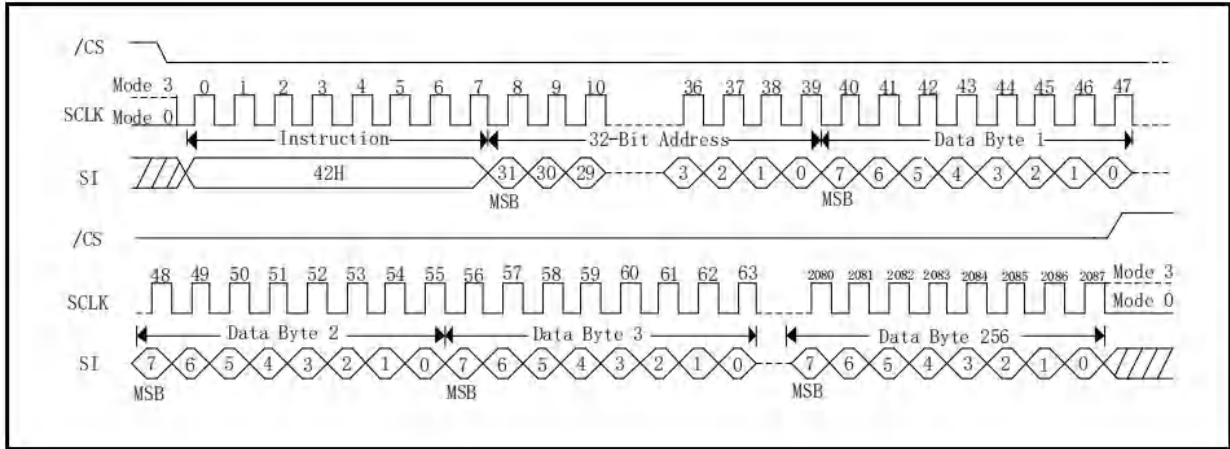 /CS
Mode 3 0 1 2 3 4 5 6 7 8 9 10 36 37 38 39 40 41 42 43 44 45 46 47
SCLK Mode 0
Instruction 32-Bit Address Data Byte 1
SI 42H 31 30 29 3 2 1 0 7 6 5 4 3 2 1 0
MSB MSB
/CS
48 49 50 51 52 53 54 55 56 57 58 59 60 61 62 63 2080 2081 2082 2083 2084 2085 2086 2087 Mode 3
SCLK Mode 0
Data Byte 2 Data Byte 3 Data Byte 256
SI 7 6 5 4 3 2 1 0 7 6 5 4 3 2 1 0 7 6 5 4 3 2 1 0
MSB MSB MSB